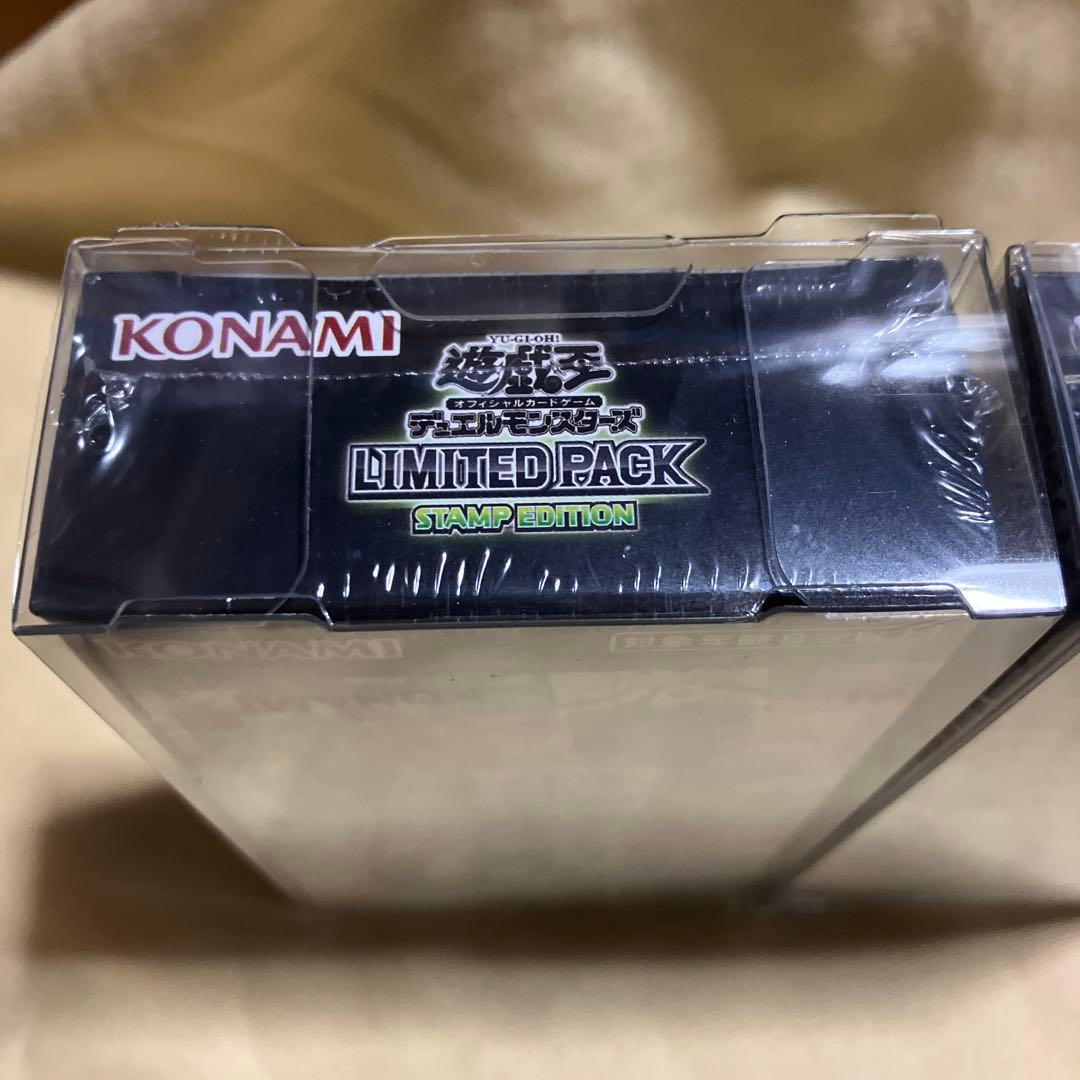 KONAMI
YU-GI-OH!
遊戯王
オフィシャルカードゲーム
デュエルモンスターズ
LIMITED PACK
STAMP EDITION
KONAMI